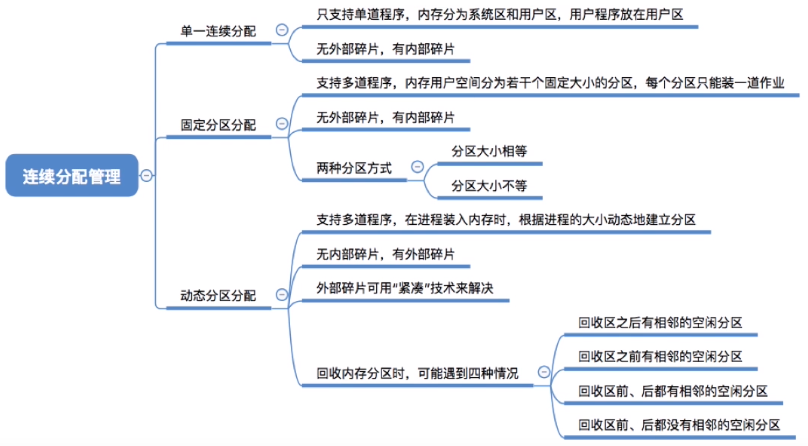 连续分配管理
单一连续分配
只支持单道程序，内存分为系统区和用户区，用户程序放在用户区
无外部碎片，有内部碎片
固定分区分配
支持多道程序，内存用户空间分为若干个固定大小的分区，每个分区只能装一道作业
无外部碎片，有内部碎片
两种分区方式
分区大小相等
分区大小不等
动态分区分配
支持多道程序，在进程装入内存时，根据进程的大小动态地建立分区
无内部碎片，有外部碎片
外部碎片可用“紧凑”技术来解决
回收内存分区时，可能遇到四种情况
回收区之后有相邻的空闲分区
回收区之前有相邻的空闲分区
回收区前、后都有相邻的空闲分区
回收区前、后都没有相邻的空闲分区